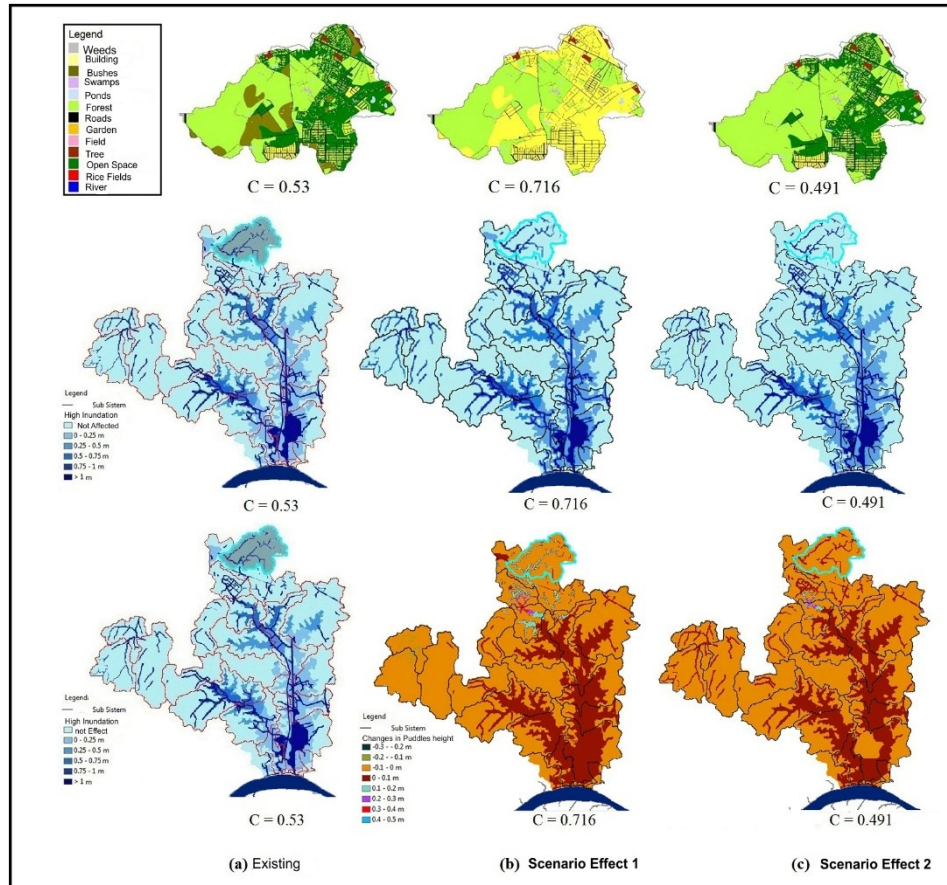 Legend
Weeds
Building
Bushes
Swamps
Ponds
Forest
Roads
Garden
Field
Tree
Open Space
Rice Fields
River
C = 0.53
C = 0.716
C = 0.491
Legend
Sub Sistem
High Inundation
Not Affected
0 - 0.25 m
0.25 - 0.5 m
0.5 - 0.75 m
0.75 - 1 m
> 1 m
C = 0.53
C = 0.716
C = 0.491
Legend
Sub Sistem
High Inundation
not Effect
0 - 0.25 m
0.25 - 0.5 m
0.5 - 0.75 m
0.75 - 1 m
> 1 m
C = 0.53
Legend
Sub Sistem
Changes in Puddles height
-0.3 - -0.2 m
-0.2 - -0.1 m
-0.1 - 0 m
0 - 0.1 m
0.1 - 0.2 m
0.2 - 0.3 m
0.3 - 0.4 m
0.4 - 0.5 m
C = 0.716
C = 0.491
(a) Existing
(b) Scenario Effect 1
(c) Scenario Effect 2